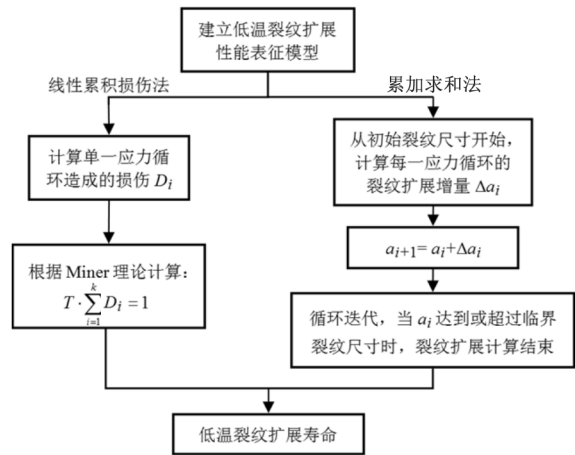 建立低温裂纹扩展
性能表征模型
线性累积损伤法
累加求和法
计算单一应力循
环造成的损伤 Di
从初始裂纹尺寸开始，
计算每一应力循环的
裂纹扩展增量 Δai
根据 Miner 理论计算：
T·∑_{i=1}^{k} Di = 1
ai+1= ai+Δai
循环迭代，当 ai 达到或超过临界
裂纹尺寸时，裂纹扩展计算结束
低温裂纹扩展寿命